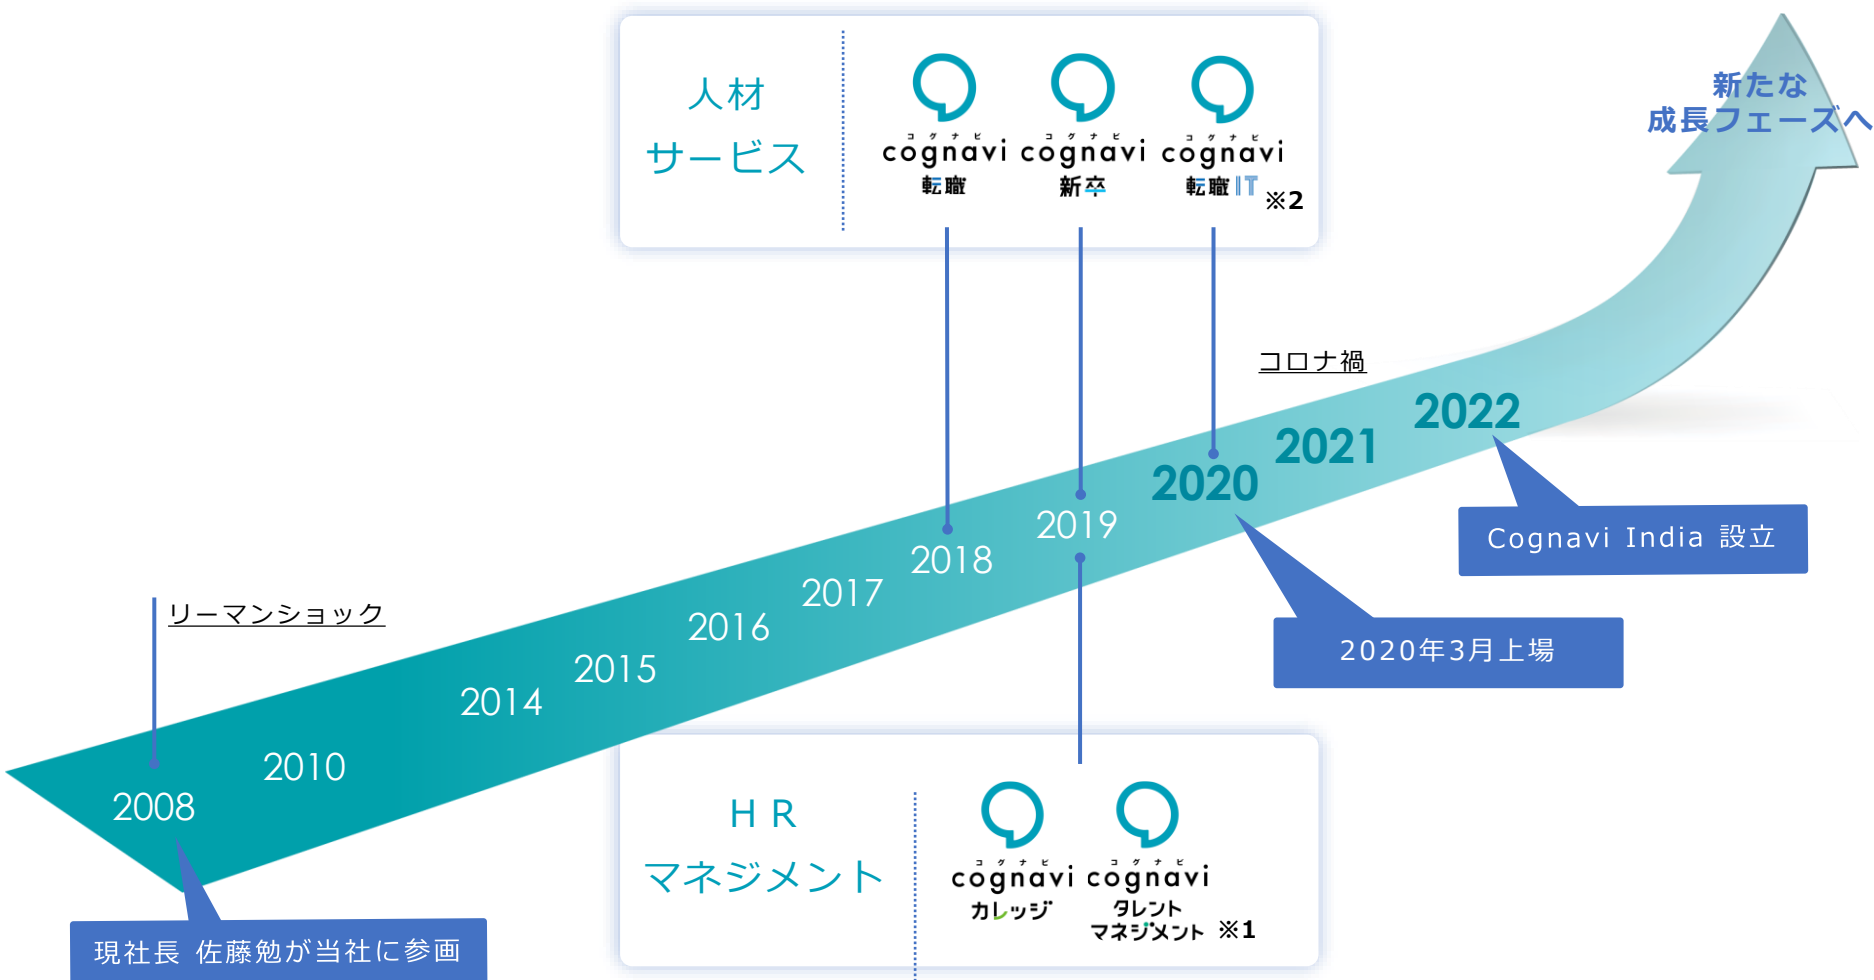 人材
サービス
コグナビ
cognavi
転職
コグナビ
cognavi
新卒
コグナビ
cognavi
転職IT
※2
新たな
成長フェーズへ
コロナ禍
リーマンショック
2008
2010
2014
2015
2016
2017
2018
2019
2020
2021
2022
Cognavi India 設立
2020年3月上場
現社長 佐藤勉が当社に参画
HR
マネジメント
コグナビ
cognavi
カレッジ
コグナビ
cognavi
タレント
マネジメント
※1